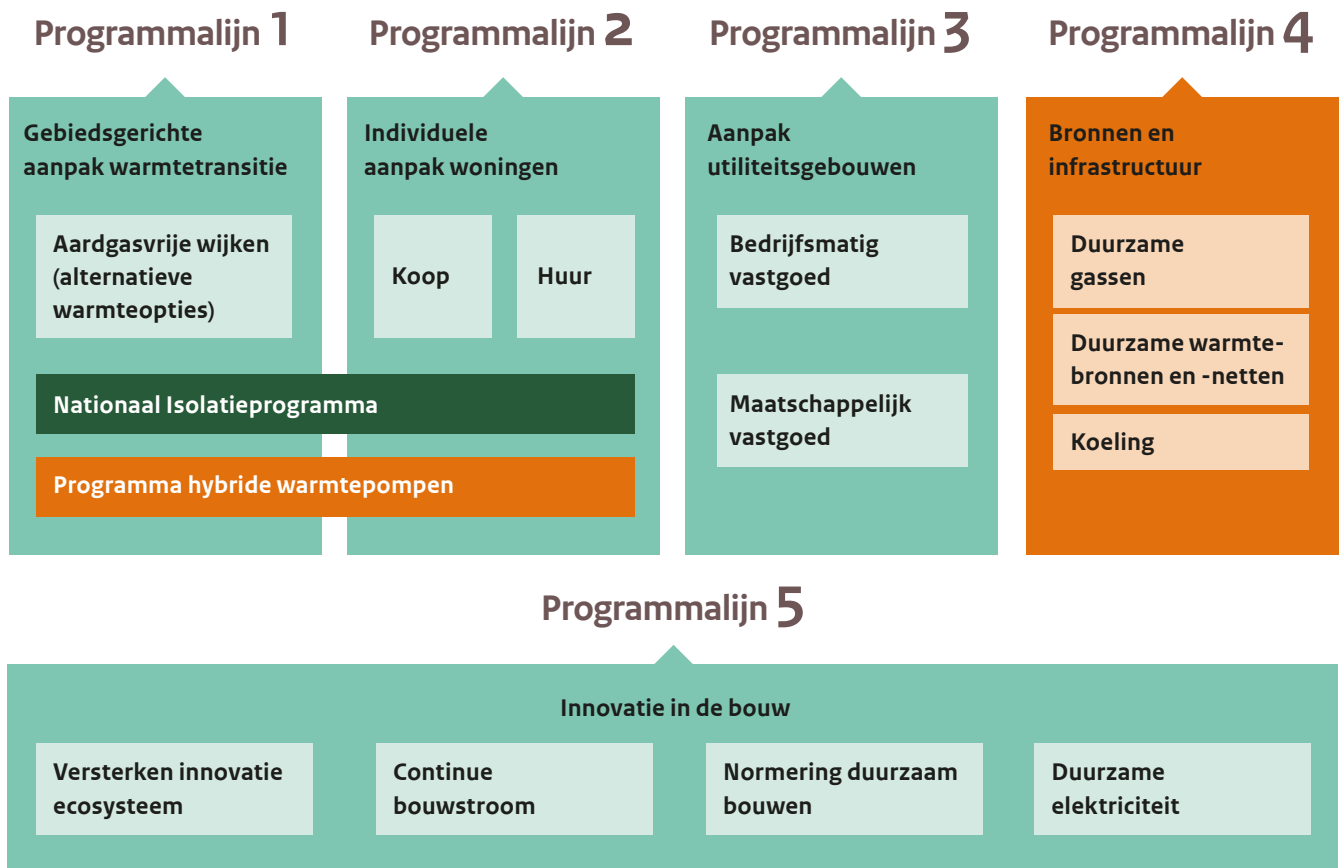 Programmalijn 1
Gebiedsgerichte
aanpak warmtetransitie
Aardgasvrije wijken
(alternatieve
warmteopties)
Programmalijn 2
Individuele
aanpak woningen
Koop
Huur
Nationaal Isolatieprogramma
Programma hybride warmtepompen
Programmalijn 3
Aanpak
utiliteitsgebouwen
Bedrijfsmatig
vastgoed
Maatschappelijk
vastgoed
Programmalijn 4
Bronnen en
infrastructuur
Duurzame
gassen
Duurzame warmte-
bronnen en -netten
Koeling
Programmalijn 5
Innovatie in de bouw
Versterken innovatie
ecosysteem
Continue
bouwstroom
Normering duurzaam
bouwen
Duurzame
elektriciteit